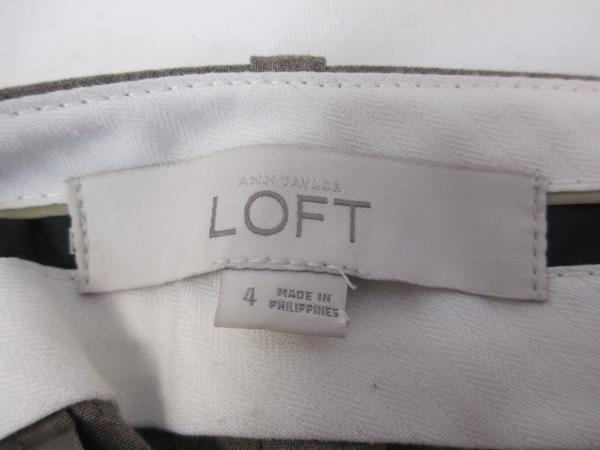 ANN TAYLOR
LOFT
4
MADE IN
PHILIPPINES